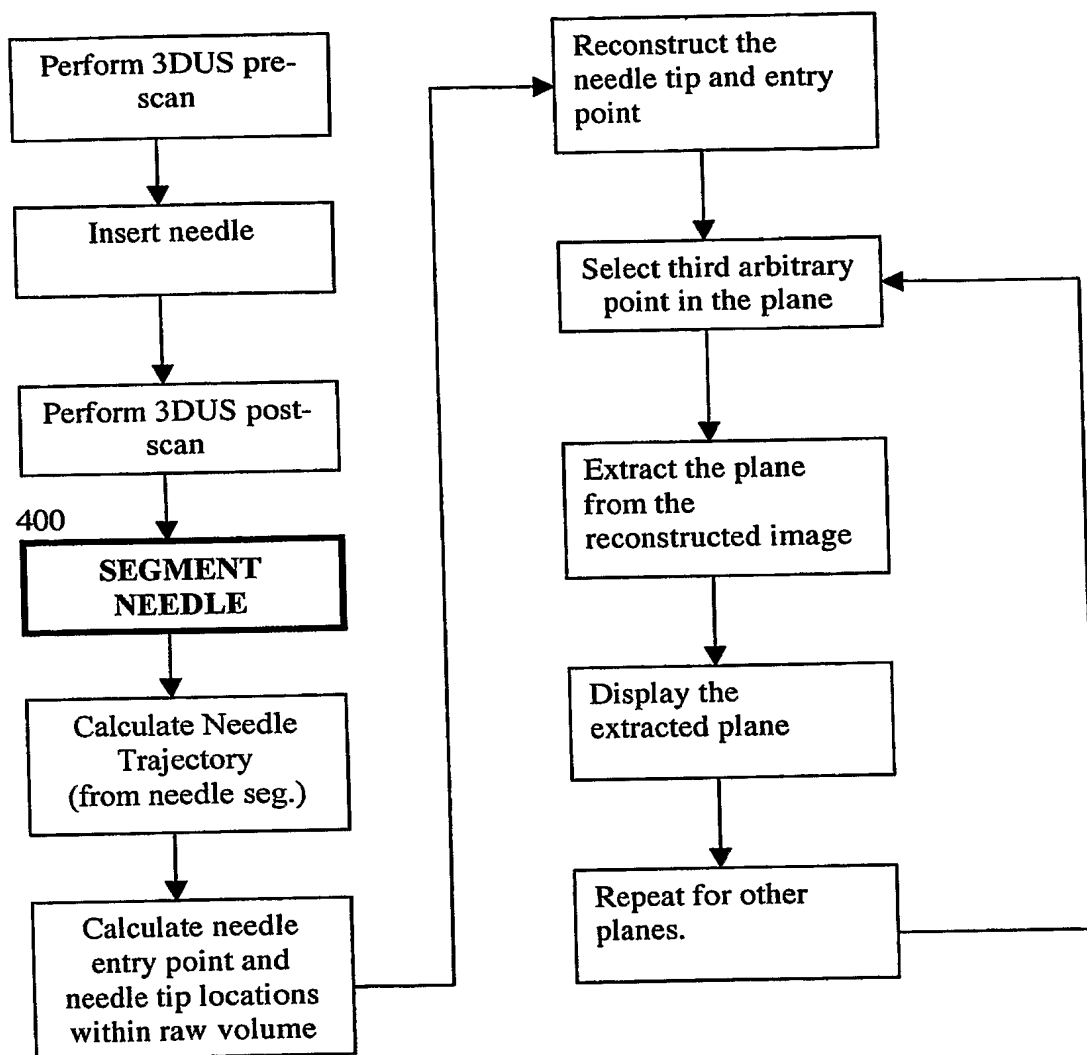 Perform 3DUS pre-
scan
Insert needle
Perform 3DUS post-
scan
400
SEGMENT
NEEDLE
Calculate Needle
Trajectory
(from needle seg.)
Calculate needle
entry point and
needle tip locations
within raw volume
Reconstruct the
needle tip and entry
point
Select third arbitrary
point in the plane
Extract the plane
from the
reconstructed image
Display the
extracted plane
Repeat for other
planes.